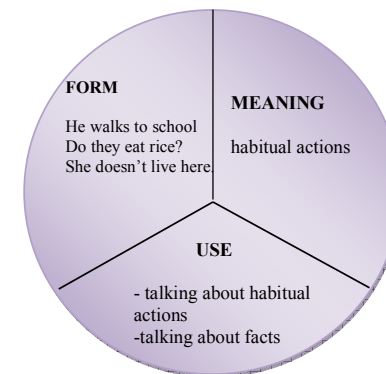 FORM
He walks to school
Do they eat rice?
She doesn’t live here.
MEANING
habitual actions
USE
- talking about habitual
actions
-talking about facts